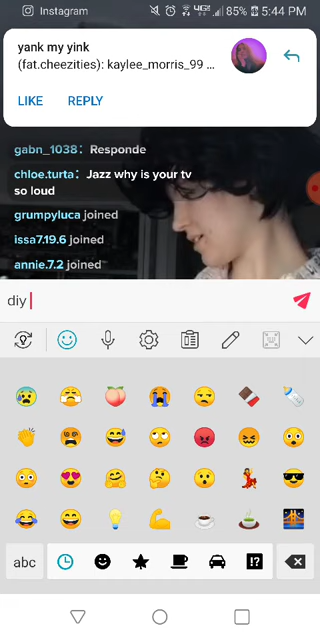 Instagram 4GE 85% 5:44 PM
yank my yink
(fat.cheezities): kaylee_morris_99 ...
LIKE REPLY
gabn_1038: Responde
chloe.turta: Jazz why is your tv
so loud
grumpyluca joined
issa7.19.6 joined
annie.7.2 joined
diy
abc !?